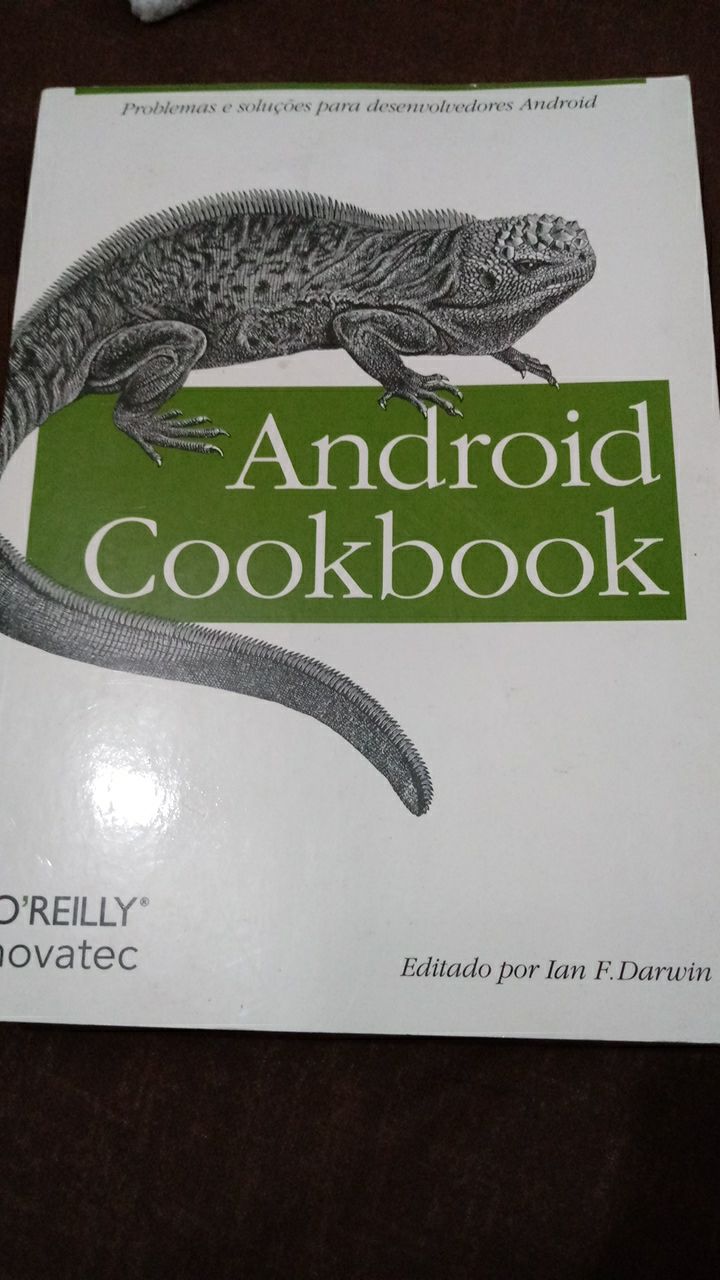 Problemas e soluções para desenvolvedores Android
Android
Cookbook
O'REILLY®
novatec
Editado por Ian F. Darwin